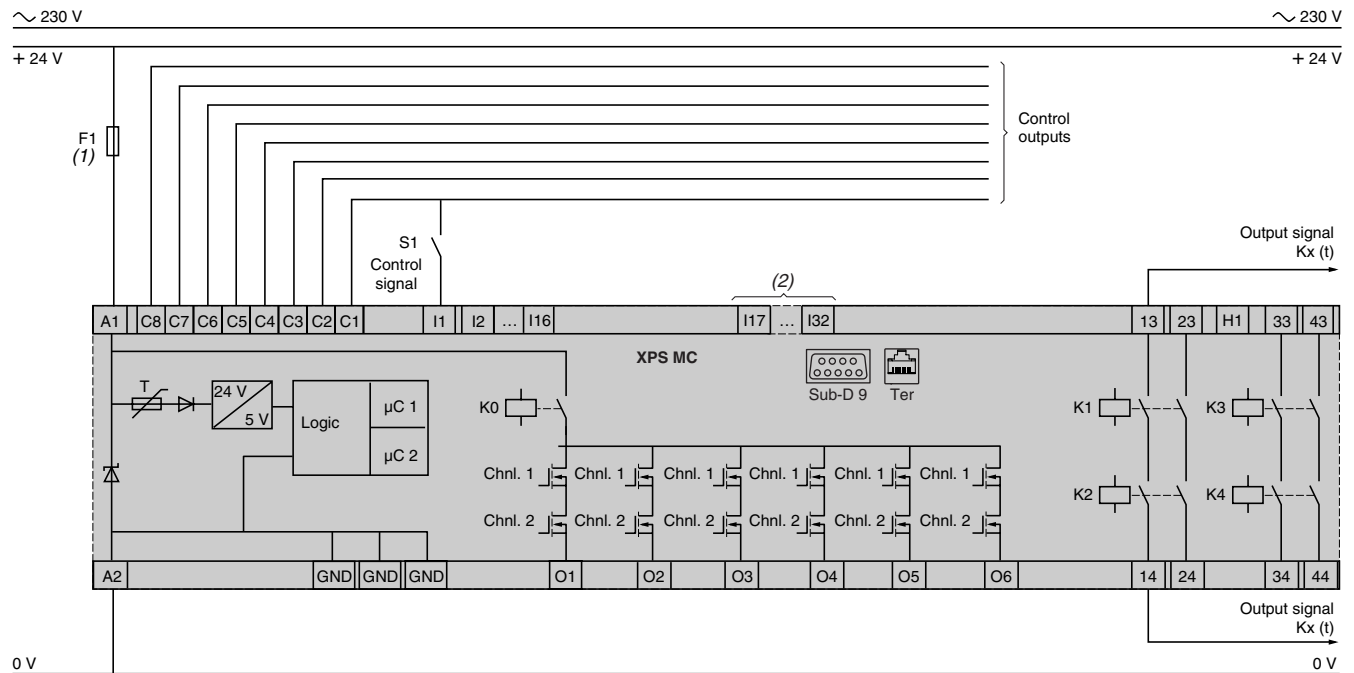 230 V
230 V
+ 24 V
+ 24 V
F1
(1)
Control
outputs
S1
Control
signal
Output signal
Kx (t)
(2)
A1 C8 C7 C6 C5 C4 C3 C2 C1 I1 I2 ... I16 I17 ... I32 13 23 H1 33 43
XPS MC
Sub-D 9 Ter
T
24 V
5 V
Logic
µC 1
µC 2
K0
K1
K3
Chnl. 1 Chnl. 1 Chnl. 1 Chnl. 1 Chnl. 1 Chnl. 1
K2
K4
Chnl. 2 Chnl. 2 Chnl. 2 Chnl. 2 Chnl. 2 Chnl. 2
A2 GND GND GND O1 O2 O3 O4 O5 O6 14 24 34 44
Output signal
Kx (t)
0 V
0 V